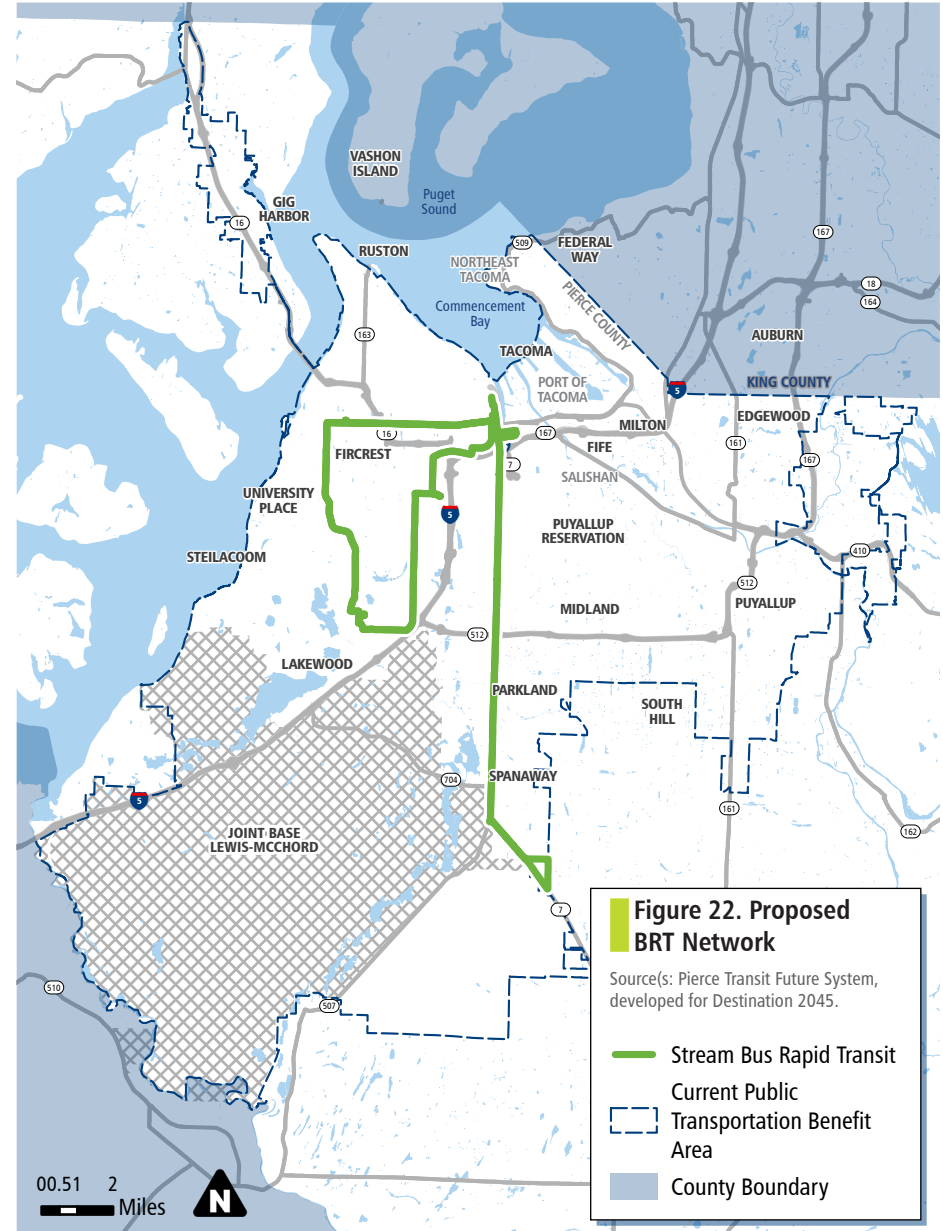 VASHON
ISLAND
Puget
Sound
GIG
HARBOR
16
RUSTON
509
FEDERAL
WAY
NORTHEAST
TACOMA
PIERCE COUNTY
167
18
164
Commencement
Bay
163
AUBURN
TACOMA
PORT OF
TACOMA
5
KING COUNTY
EDGEWOOD
MILTON
16
167
FIFE
161
FIRCREST
7
167
SALISHAN
UNIVERSITY
PLACE
5
PUYALLUP
RESERVATION
STEILACOOM
410
512
PUYALLUP
MIDLAND
512
LAKEWOOD
PARKLAND
SOUTH
HILL
704
SPANAWAY
5
161
JOINT BASE
LEWIS-MCCHORD
162
7
510
507
Figure 22. Proposed
BRT Network
Source(s: Pierce Transit Future System,
developed for Destination 2045.
Stream Bus Rapid Transit
Current Public
Transportation Benefit
Area
County Boundary
00.51 2
Miles
N